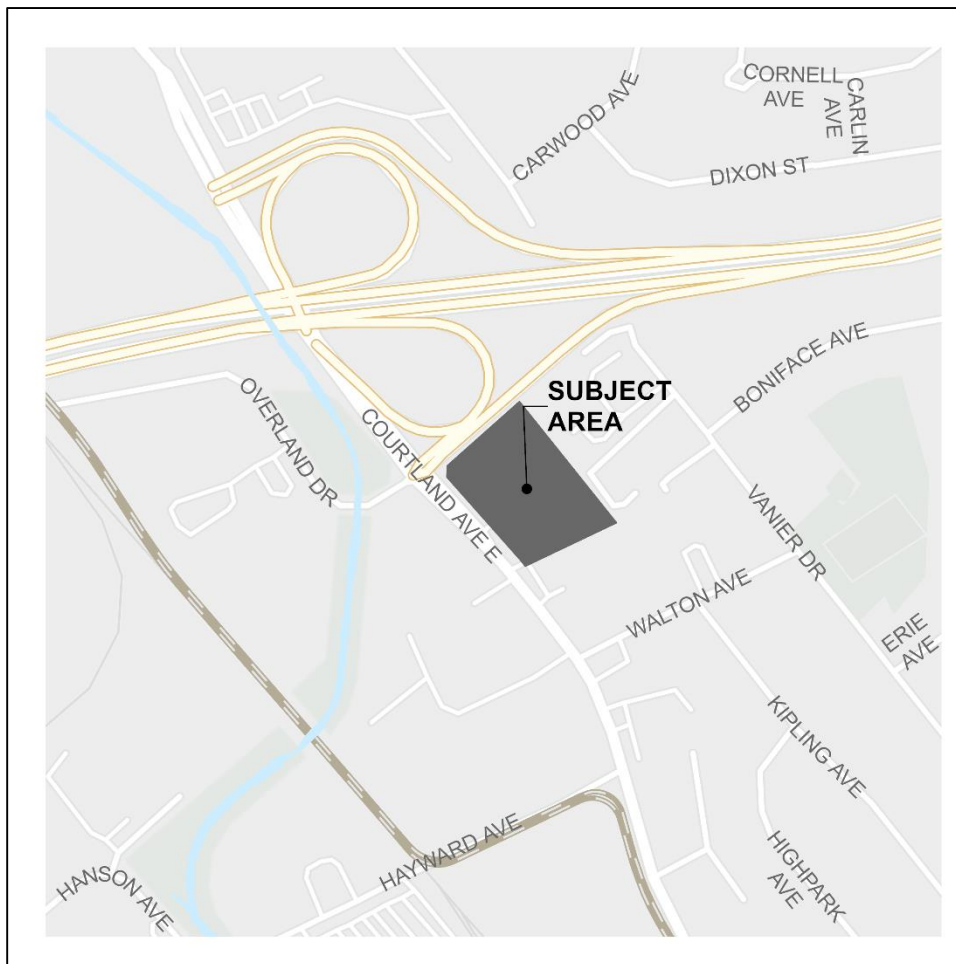 CORNELL
AVE
CARLIN
AVE
CARWOOD AVE
DIXON ST
BONIFACE AVE
SUBJECT
AREA
OVERLAND DR
COURTLAND AVE E
VANIER DR
WALTON AVE
ERIE
AVE
KIPLING AVE
HIGHPARK
AVE
HAYWARD AVE
HANSON AVE